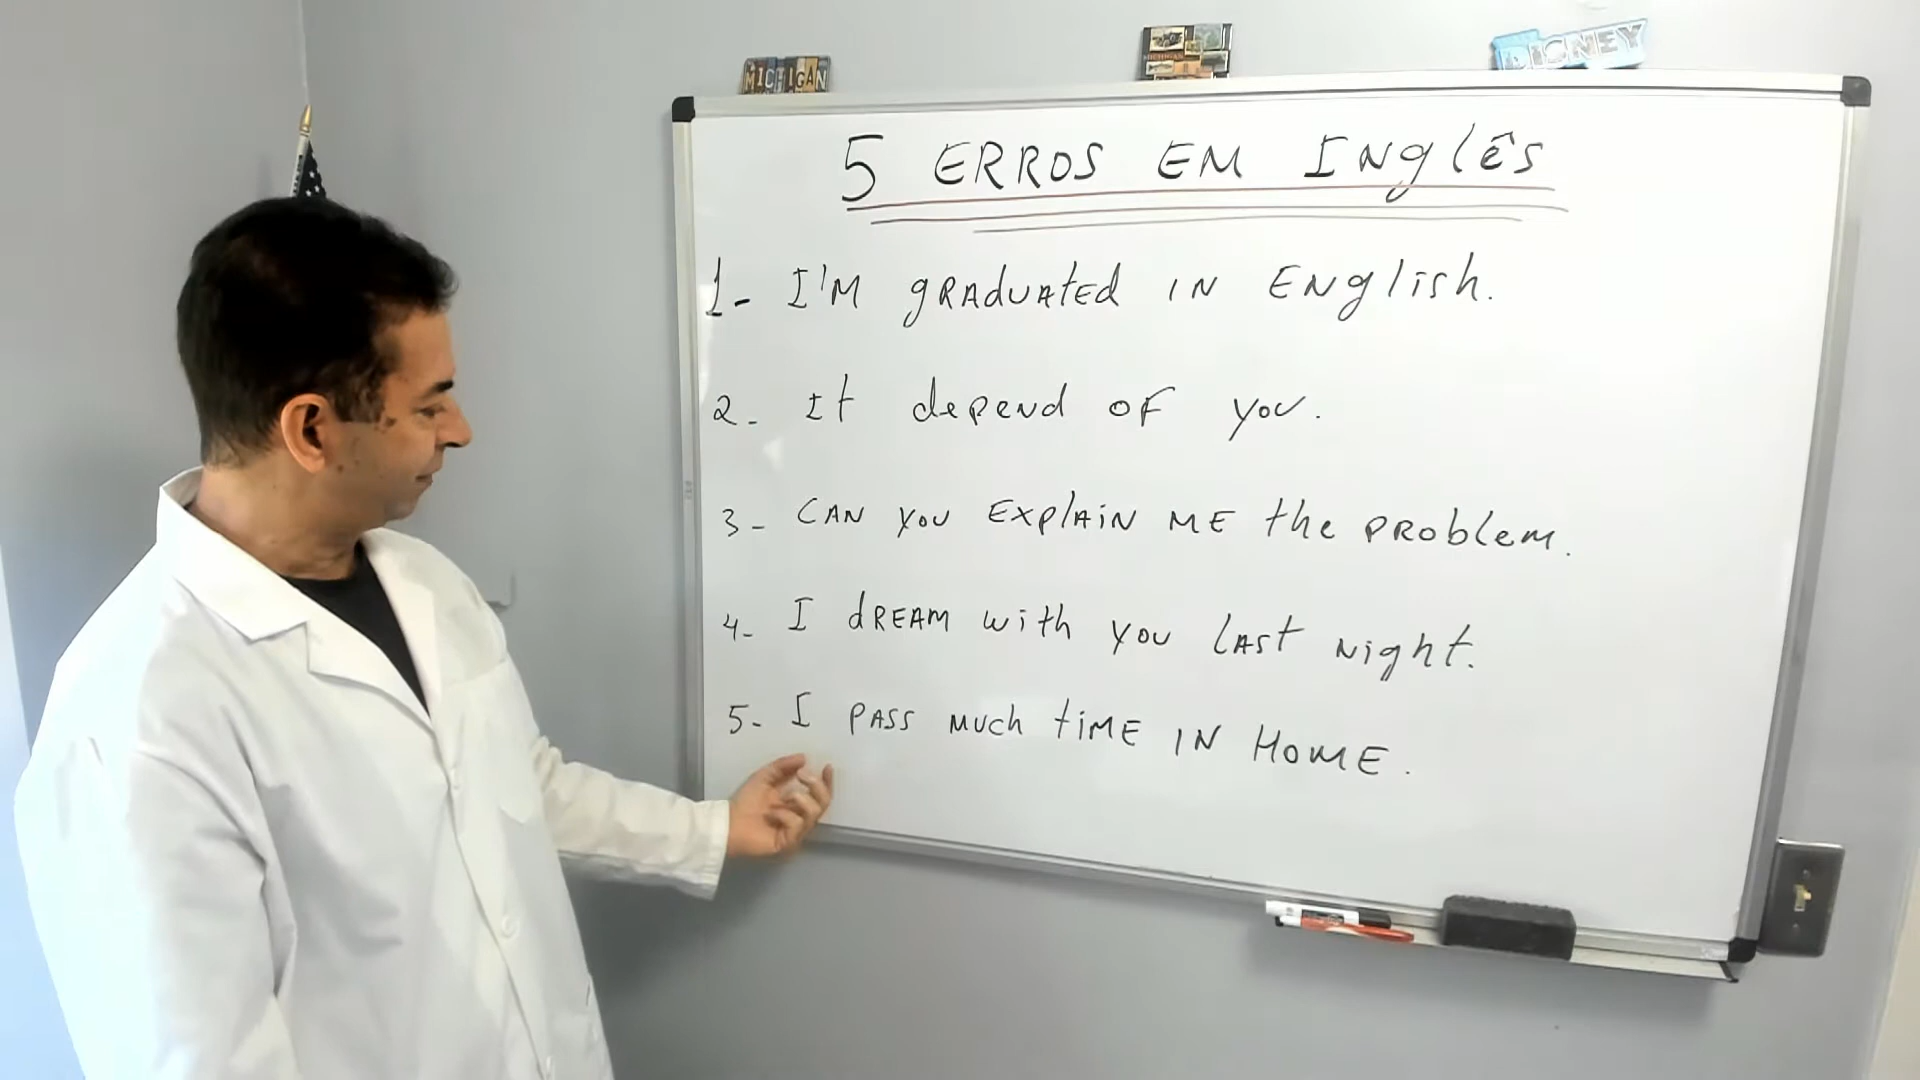 MICHIGAN
DISNEY
5 ERROS EM INglÊS
1- I'M gRAduAtEd IN ENglish.
2- It depend of you.
3- CAN you EXplAiN ME the PRoblem.
4- I dREAM with you lASt Night.
5- I PASS Much tiME IN HoME.